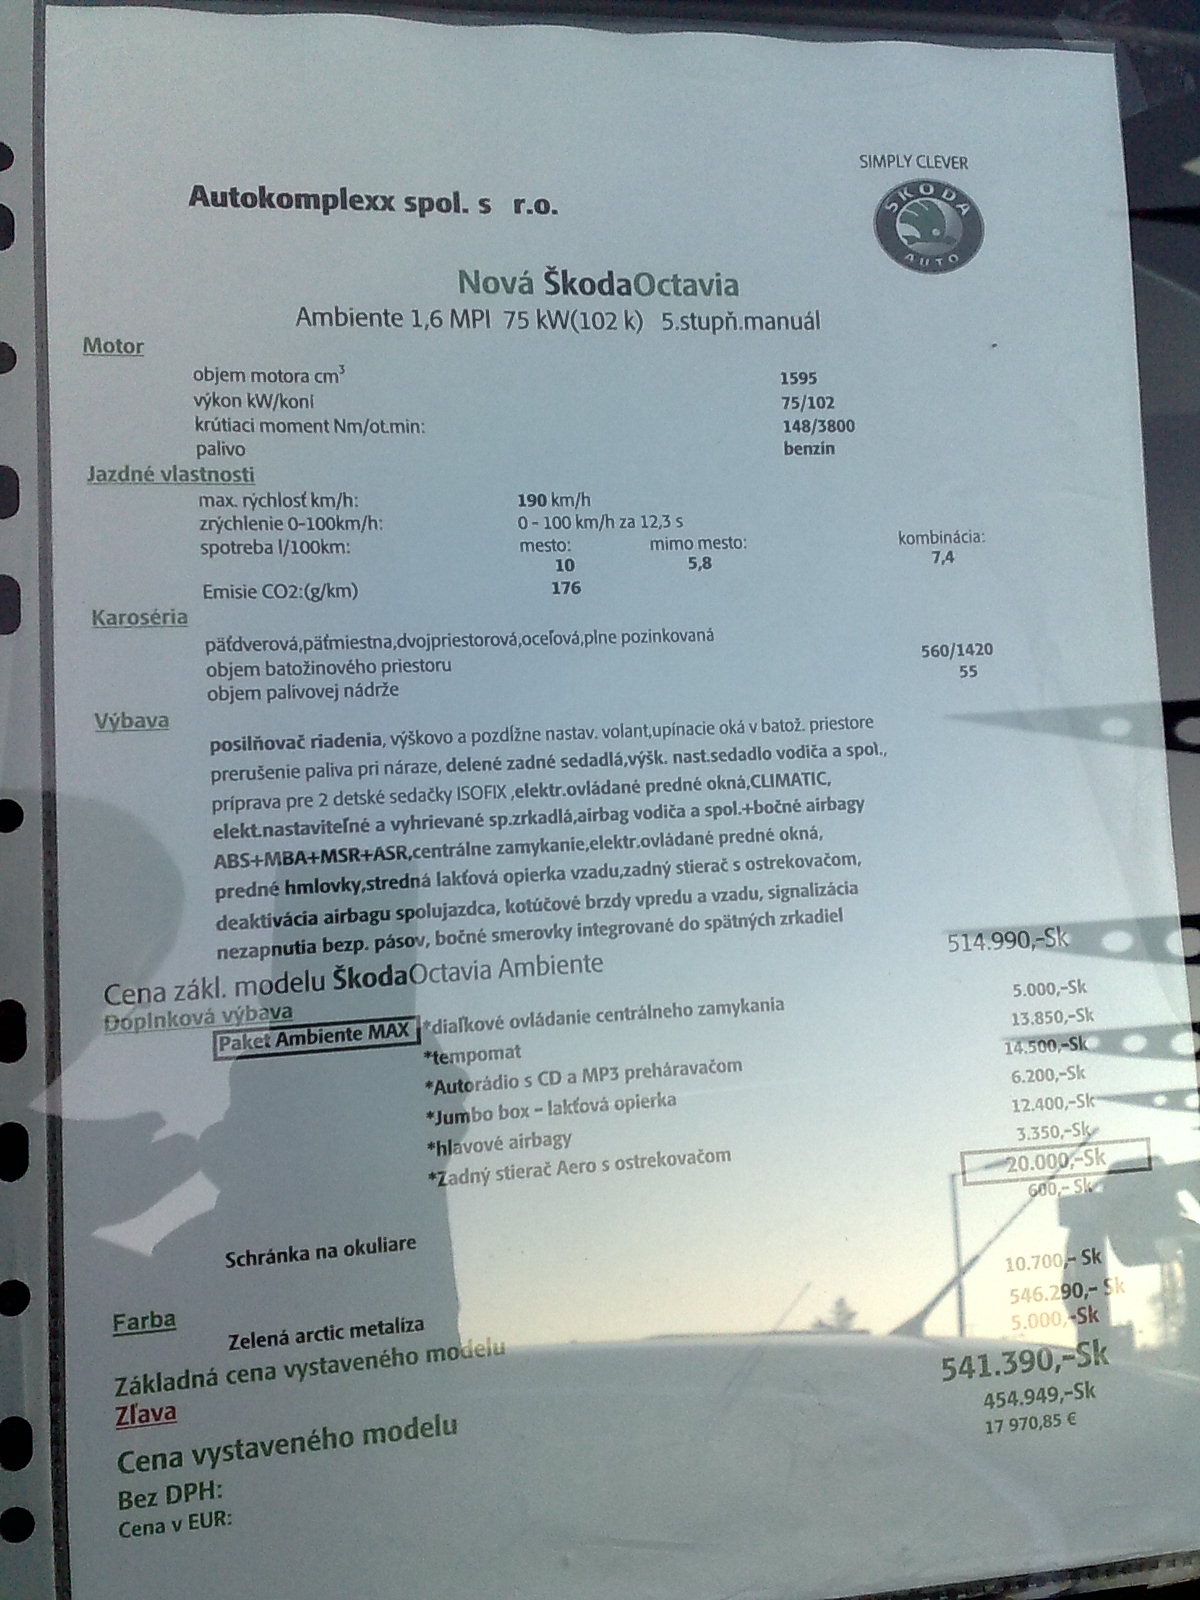 SIMPLY CLEVER
ŠKODA
AUTO
Autokomplexx spol. s r.o.
Nová ŠkodaOctavia
Ambiente 1,6 MPI 75 kW(102 k) 5.stupň.manuál
Motor
objem motora cm³ 1595
výkon kW/koni 75/102
krútiaci moment Nm/ot.min: 148/3800
palivo benzín
Jazdné vlastnosti
max. rýchlosť km/h: 190 km/h
zrýchlenie 0-100km/h: 0 - 100 km/h za 12,3 s
spotreba l/100km: mesto: mimo mesto: kombinácia:
10 5,8 7,4
Emisie CO2:(g/km) 176
Karoséria
päťdverová,päťmiestna,dvojpriestorová,oceľová,plne pozinkovaná
objem batožinového priestoru 560/1420
objem palivovej nádrže 55
Výbava
posilňovač riadenia, výškovo a pozdĺžne nastav. volant,upínacie oká v batož. priestore
prerušenie paliva pri náraze, delené zadné sedadlá,výšk. nast.sedadlo vodiča a spol.,
príprava pre 2 detské sedačky ISOFIX ,elektr.ovládané predné okná,CLIMATIC,
elekt.nastaviteľné a vyhrievané sp.zrkadlá,airbag vodiča a spol.+bočné airbagy
ABS+MBA+MSR+ASR,centrálne zamykanie,elektr.ovládané predné okná,
predné hmlovky,stredná lakťová opierka vzadu,zadný stierač s ostrekovačom,
deaktivácia airbagu spolujazdca, kotúčové brzdy vpredu a vzadu, signalizácia
nezapnutia bezp. pásov, bočné smerovky integrované do spätných zrkadiel
Cena zákl. modelu ŠkodaOctavia Ambiente 514.990,-Sk
Doplnková výbava
Paket Ambiente MAX *diaľkové ovládanie centrálneho zamykania 5.000,-Sk
*tempomat 13.850,-Sk
*Autorádio s CD a MP3 preháravačom 14.500,-Sk
*Jumbo box - lakťová opierka 6.200,-Sk
*hlavové airbagy 12.400,-Sk
*Zadný stierač Aero s ostrekovačom 3.350,-Sk
20.000,-Sk
Schránka na okuliare 600,- Sk
Farba
Zelená arctic metalíza 10.700,- Sk
Základná cena vystaveného modelu 546.290,- Sk
Zľava 5.000,-Sk
Cena vystaveného modelu 541.390,-Sk
Bez DPH: 454.949,-Sk
Cena v EUR: 17 970,85 €